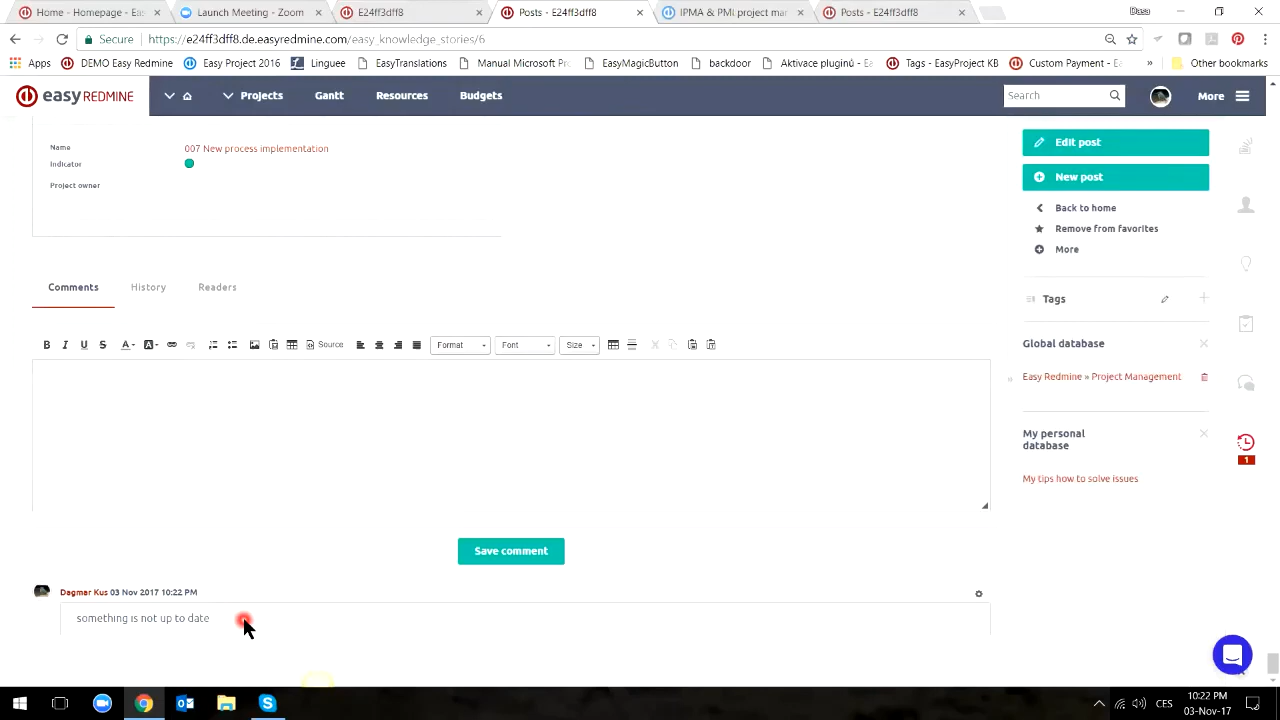 Home - Homepage - Eas
Launch Meeting - Zoom
E24ff3dff8
Posts - E24ff3dff8
IPMA & PMI project mar
Posts - E24ff3dff8
Secure
https://e24ff3dff8.de.easyredmine.com/easy_knowledge_stories/6
Apps
DEMO Easy Redmine
Easy Project 2016
Linguee
EasyTranslations
Manual Microsoft Pro
EasyMagicButton
backdoor
Aktivace pluginů - Ea
Tags - EasyProject KB
Custom Payment - Ea
»
Other bookmarks
easy REDMINE
Projects
Gantt
Resources
Budgets
Search
More
Name
007 New process implementation
Indicator
Project owner
Edit post
New post
Back to home
Remove from favorites
More
Tags
Global database
Easy Redmine » Project Management
My personal
database
My tips how to solve issues
1
Comments
History
Readers
B I U S
A
A
Source
Format
Font
Size
Save comment
Dagmar Kus 03 Nov 2017 10:22 PM
something is not up to date
CES
10:22 PM
03-Nov-17